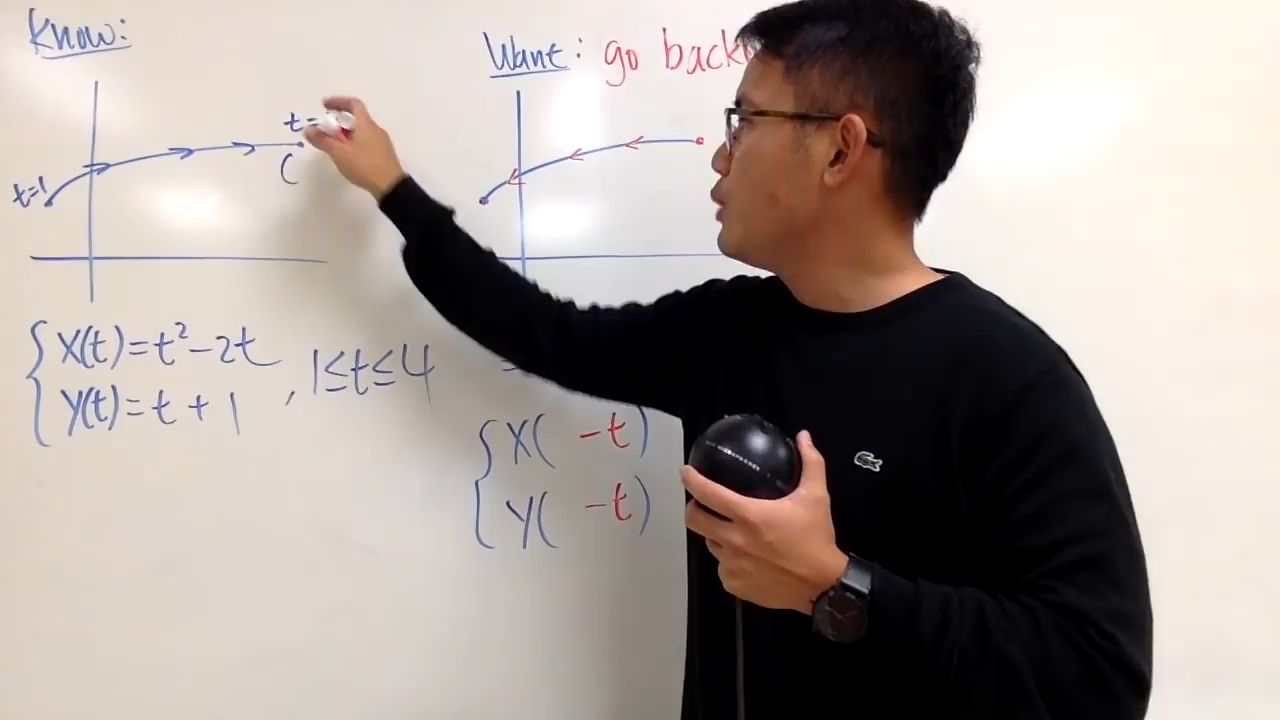 Know:
t=1
t=
C
X(t)=t²-2t
Y(t)=t+1
, 1≤t≤4
Want: go back
X( -t)
Y( -t)